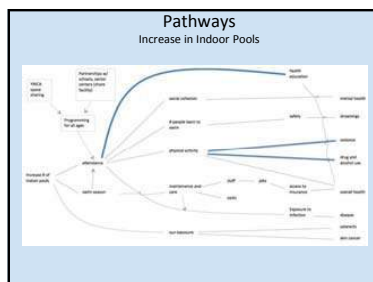 Pathways
Increase in Indoor Pools
Partnerships w/
schools, senior
centers (share
facility)
YMCA
space
sharing
Programming
for all ages
Increase # of
indoor pools
attendance
swim season
health
education
social cohesion
mental health
# people learn to
swim
safety
drownings
physical activity
violence
drug and
alcohol use
maintenance and
care
staff
jobs
access to
insurance
overall health
costs
Exposure to
infection
disease
sun exposure
cataracts
skin cancer